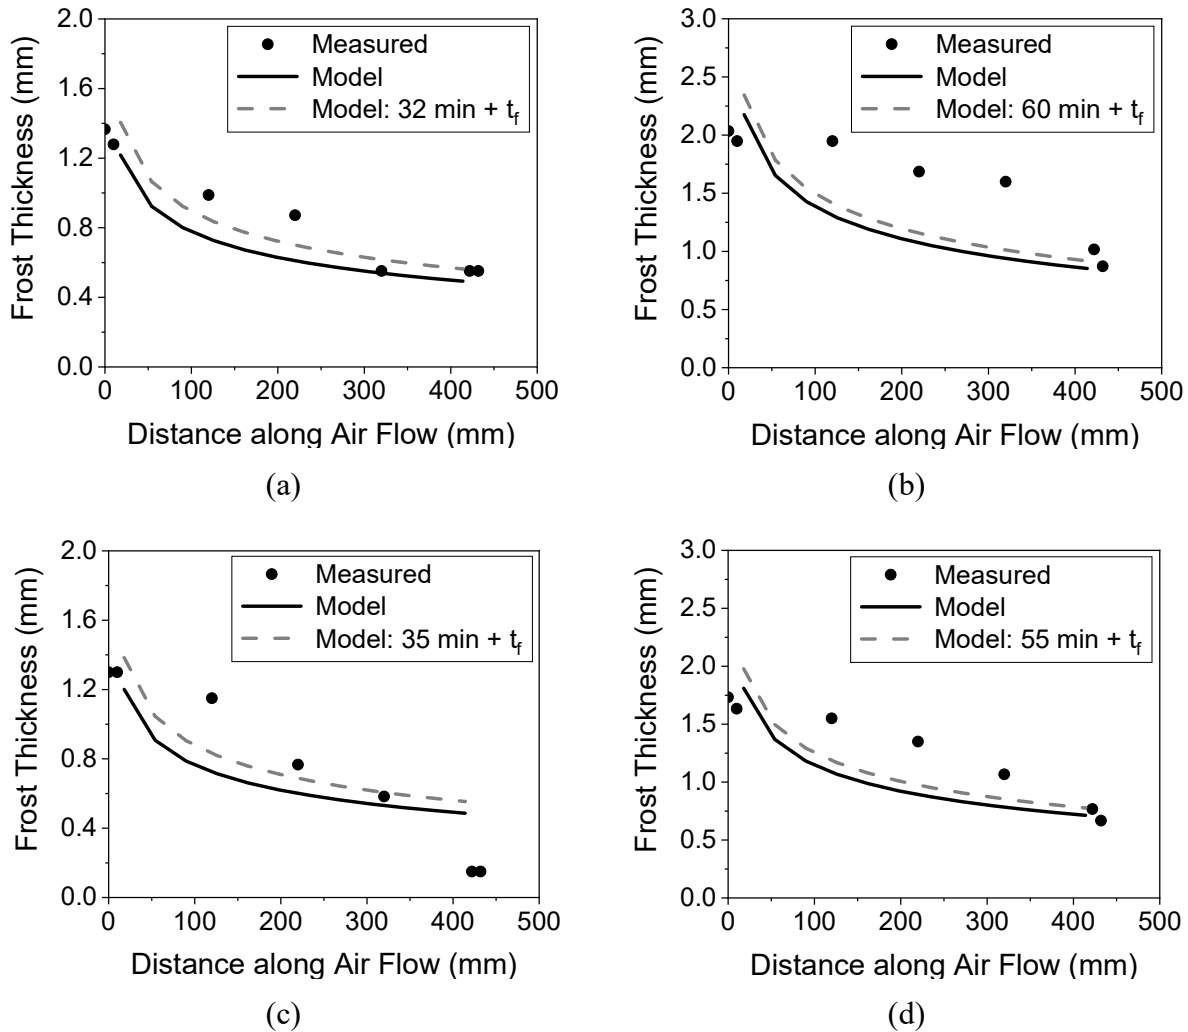 2.0
1.6
1.2
0.8
0.4
0.0
Frost Thickness (mm)
Measured
Model
Model: 32 min + t_f
0 100 200 300 400 500
Distance along Air Flow (mm)
(a)
3.0
2.5
2.0
1.5
1.0
0.5
0.0
Frost Thickness (mm)
Measured
Model
Model: 60 min + t_f
0 100 200 300 400 500
Distance along Air Flow (mm)
(b)
2.0
1.6
1.2
0.8
0.4
0.0
Frost Thickness (mm)
Measured
Model
Model: 35 min + t_f
0 100 200 300 400 500
Distance along Air Flow (mm)
(c)
3.0
2.5
2.0
1.5
1.0
0.5
0.0
Frost Thickness (mm)
Measured
Model
Model: 55 min + t_f
0 100 200 300 400 500
Distance along Air Flow (mm)
(d)